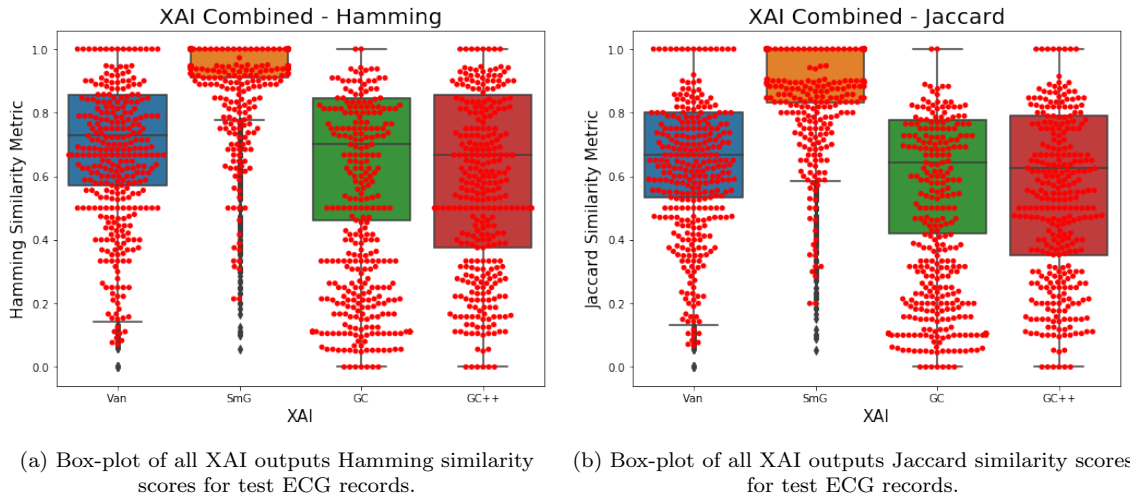 XAI Combined - Hamming
Hamming Similarity Metric
1.0
0.8
0.6
0.4
0.2
0.0
Van
SmG
GC
GC++
XAI
(a) Box-plot of all XAI outputs Hamming similarity
scores for test ECG records.
XAI Combined - Jaccard
Jaccard Similarity Metric
1.0
0.8
0.6
0.4
0.2
0.0
Van
SmG
GC
GC++
XAI
(b) Box-plot of all XAI outputs Jaccard similarity scores
for test ECG records.